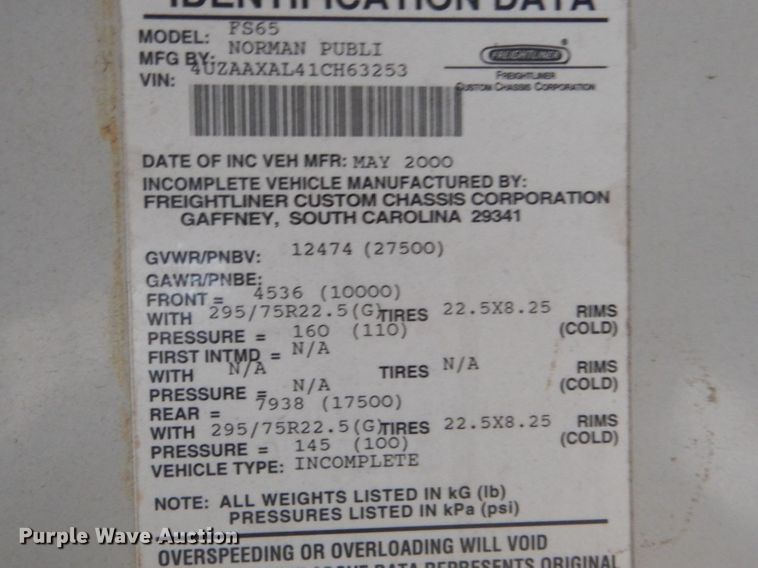 IDENTIFICATION DATA
MODEL: FS65
MFG BY: NORMAN PUBLI
VIN: 4UZAAXAL41CH63253
FREIGHTLINER ®
FREIGHTLINER
CUSTOM CHASSIS CORPORATION
DATE OF INC VEH MFR: MAY 2000
INCOMPLETE VEHICLE MANUFACTURED BY:
FREIGHTLINER CUSTOM CHASSIS CORPORATION
GAFFNEY, SOUTH CAROLINA 29341
GVWR/PNBV: 12474 (27500)
GAWR/PNBE:
FRONT = 4536 (10000)
WITH 295/75R22.5(G) TIRES 22.5X8.25 RIMS
PRESSURE = 160 (110) (COLD)
FIRST INTMD = N/A
WITH N/A TIRES N/A RIMS
PRESSURE = N/A (COLD)
REAR = 7938 (17500)
WITH 295/75R22.5(G) TIRES 22.5X8.25 RIMS
PRESSURE = 145 (100) (COLD)
VEHICLE TYPE: INCOMPLETE
NOTE: ALL WEIGHTS LISTED IN kG (lb)
PRESSURES LISTED IN kPa (psi)
OVERSPEEDING OR OVERLOADING WILL VOID
ABOVE DATA REPRESENTS ORIGINAL
Purple Wave Auction